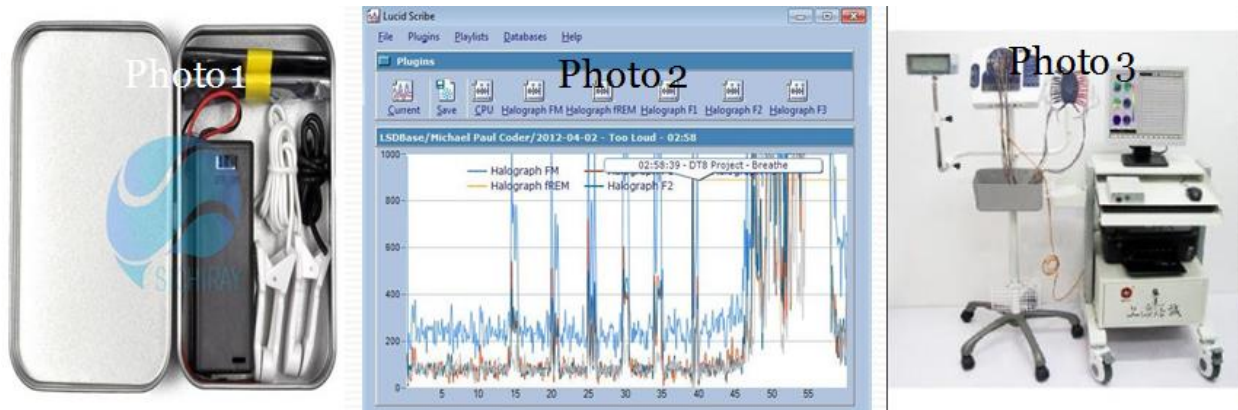 Photo 1
SICHIRAY
Lucid Scribe
File Plugins Playlists Databases Help
Plugins
Current Save CPU Halograph FM Halograph fREM Halograph F1 Halograph F2 Halograph F3
LSDBase/Michael Paul Coder/2012-04-02 - Too Loud - 02:58
02:58:39 - DT8 Project - Breathe
Halograph FM
Halograph fREM Halograph F2
1000
800
600
400
200
0
5 10 15 20 25 30 35 40 45 50 55
Photo 2
Photo 3